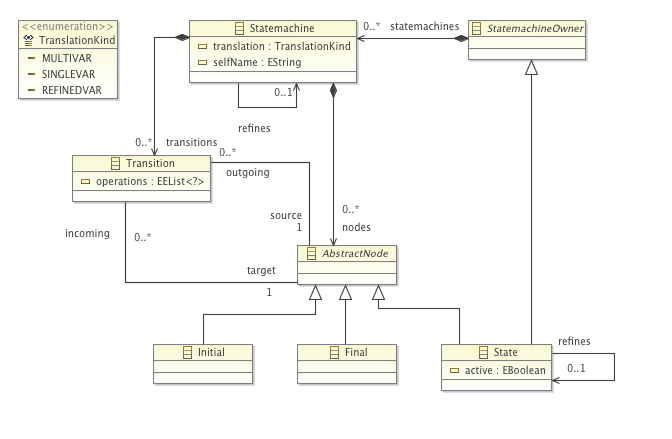 <<enumeration>>
TranslationKind
MULTIVAR
SINGLEVAR
REFINEDVAR
Statemachine
translation : TranslationKind
selfName : EString
0..* statemachines
StatemachineOwner
0..1
refines
0..* transitions
Transition
operations : EEList<?>
0..*
outgoing
source
1
0..*
nodes
incoming
0..*
target
1
AbstractNode
Initial
Final
State
active : EBoolean
refines
0..1